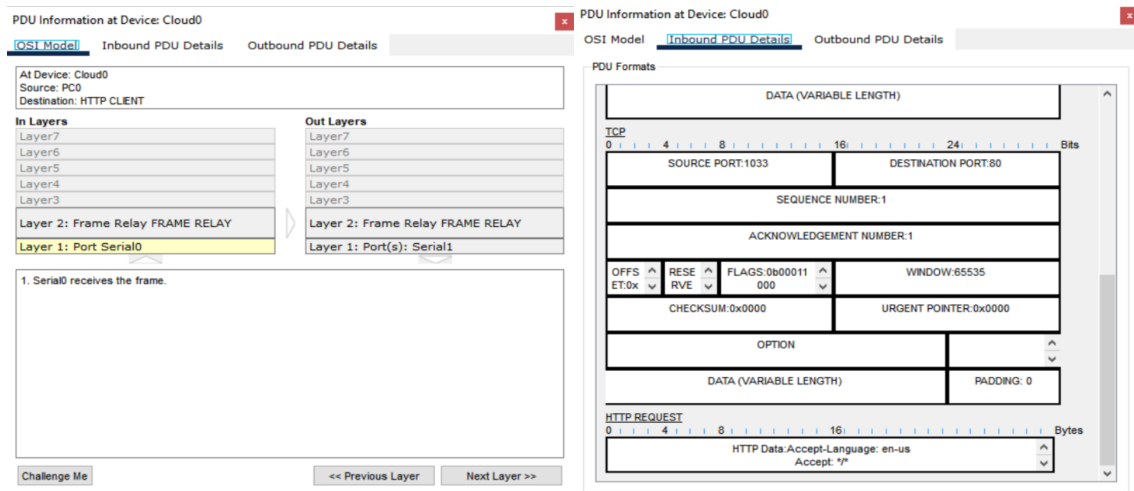 PDU Information at Device: Cloud0
x
OSI Model Inbound PDU Details Outbound PDU Details
At Device: Cloud0
Source: PC0
Destination: HTTP CLIENT
In Layers Out Layers
Layer7 Layer7
Layer6 Layer6
Layer5 Layer5
Layer4 Layer4
Layer3 Layer3
Layer 2: Frame Relay FRAME RELAY Layer 2: Frame Relay FRAME RELAY
Layer 1: Port Serial0 Layer 1: Port(s): Serial1
1. Serial0 receives the frame.
Challenge Me << Previous Layer Next Layer >>
PDU Information at Device: Cloud0
x
OSI Model Inbound PDU Details Outbound PDU Details
PDU Formats
DATA (VARIABLE LENGTH)
TCP
0 4 8 16 24 Bits
SOURCE PORT:1033 DESTINATION PORT:80
SEQUENCE NUMBER:1
ACKNOWLEDGEMENT NUMBER:1
OFFS RESE FLAGS:0b00011 WINDOW:65535
ET:0x RVE 000
CHECKSUM:0x0000 URGENT POINTER:0x0000
OPTION
DATA (VARIABLE LENGTH) PADDING: 0
HTTP REQUEST
0 4 8 16 Bytes
HTTP Data:Accept-Language: en-us
Accept: */*